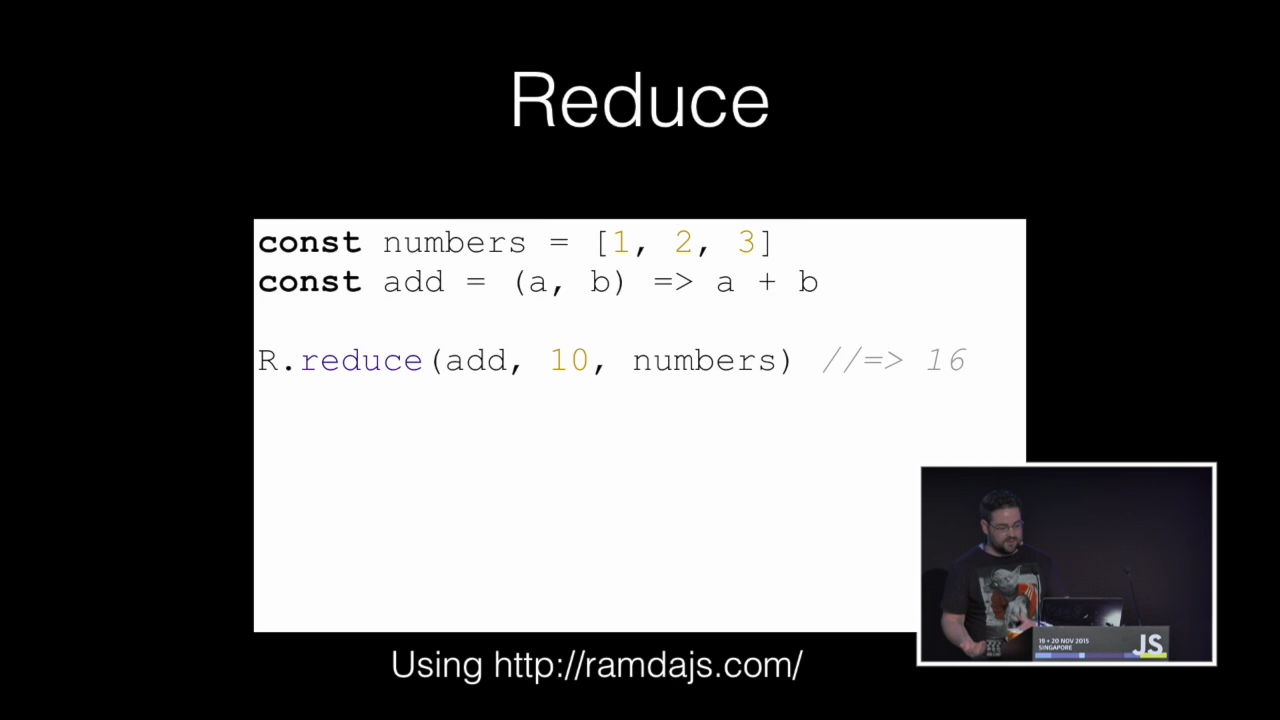 Reduce
const numbers = [1, 2, 3]
const add = (a, b) => a + b
R.reduce(add, 10, numbers) //=> 16
Using http://ramdajs.com/
19 + 20 NOV 2015
SINGAPORE
JS